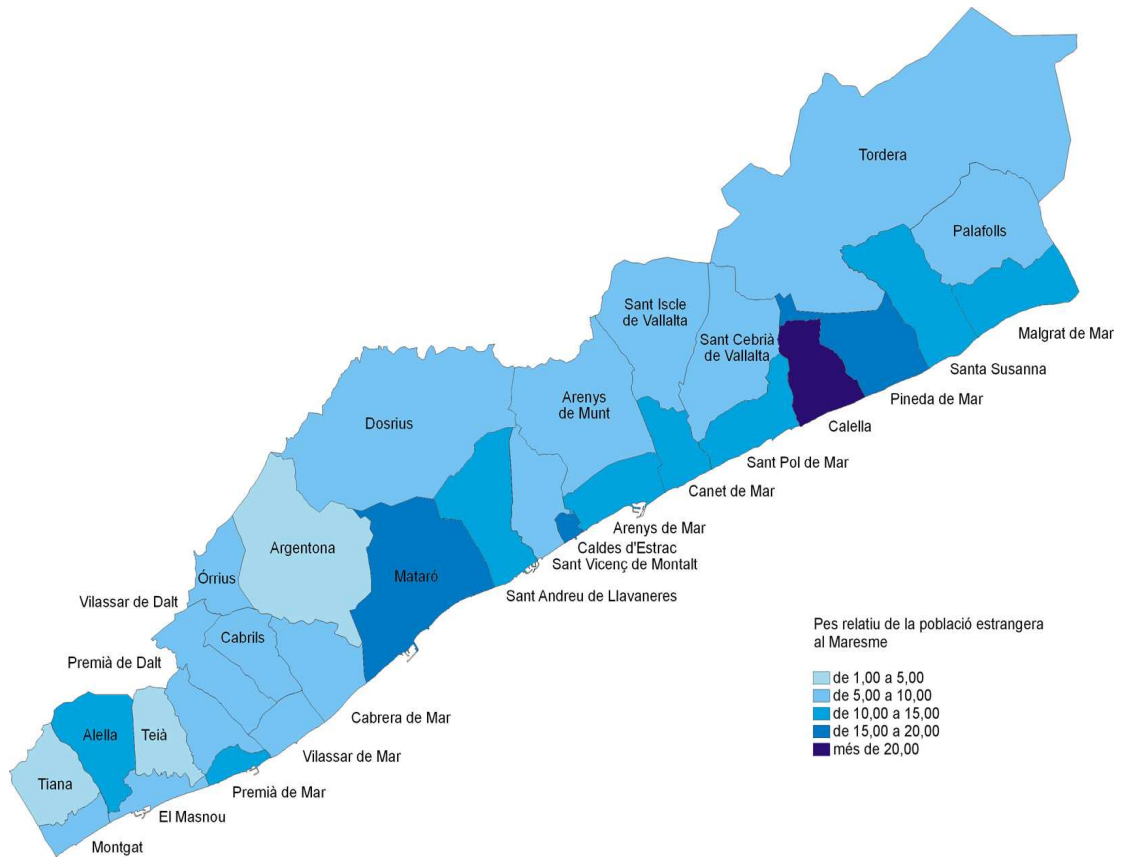 Tordera
Palafolls
Sant Iscle
de Vallalta
Sant Cebrià
de Vallalta
Malgrat de Mar
Santa Susanna
Arenys
de Munt
Pineda de Mar
Dosrius
Calella
Sant Pol de Mar
Canet de Mar
Arenys de Mar
Argentona
Caldes d'Estrac
Sant Vicenç de Montalt
Òrrius
Mataró
Sant Andreu de Llavaneres
Vilassar de Dalt
Cabrils
Premià de Dalt
Cabrera de Mar
Alella
Teià
Vilassar de Mar
Tiana
Premià de Mar
El Masnou
Montgat
Pes relatiu de la població estrangera
al Maresme
de 1,00 a 5,00
de 5,00 a 10,00
de 10,00 a 15,00
de 15,00 a 20,00
més de 20,00